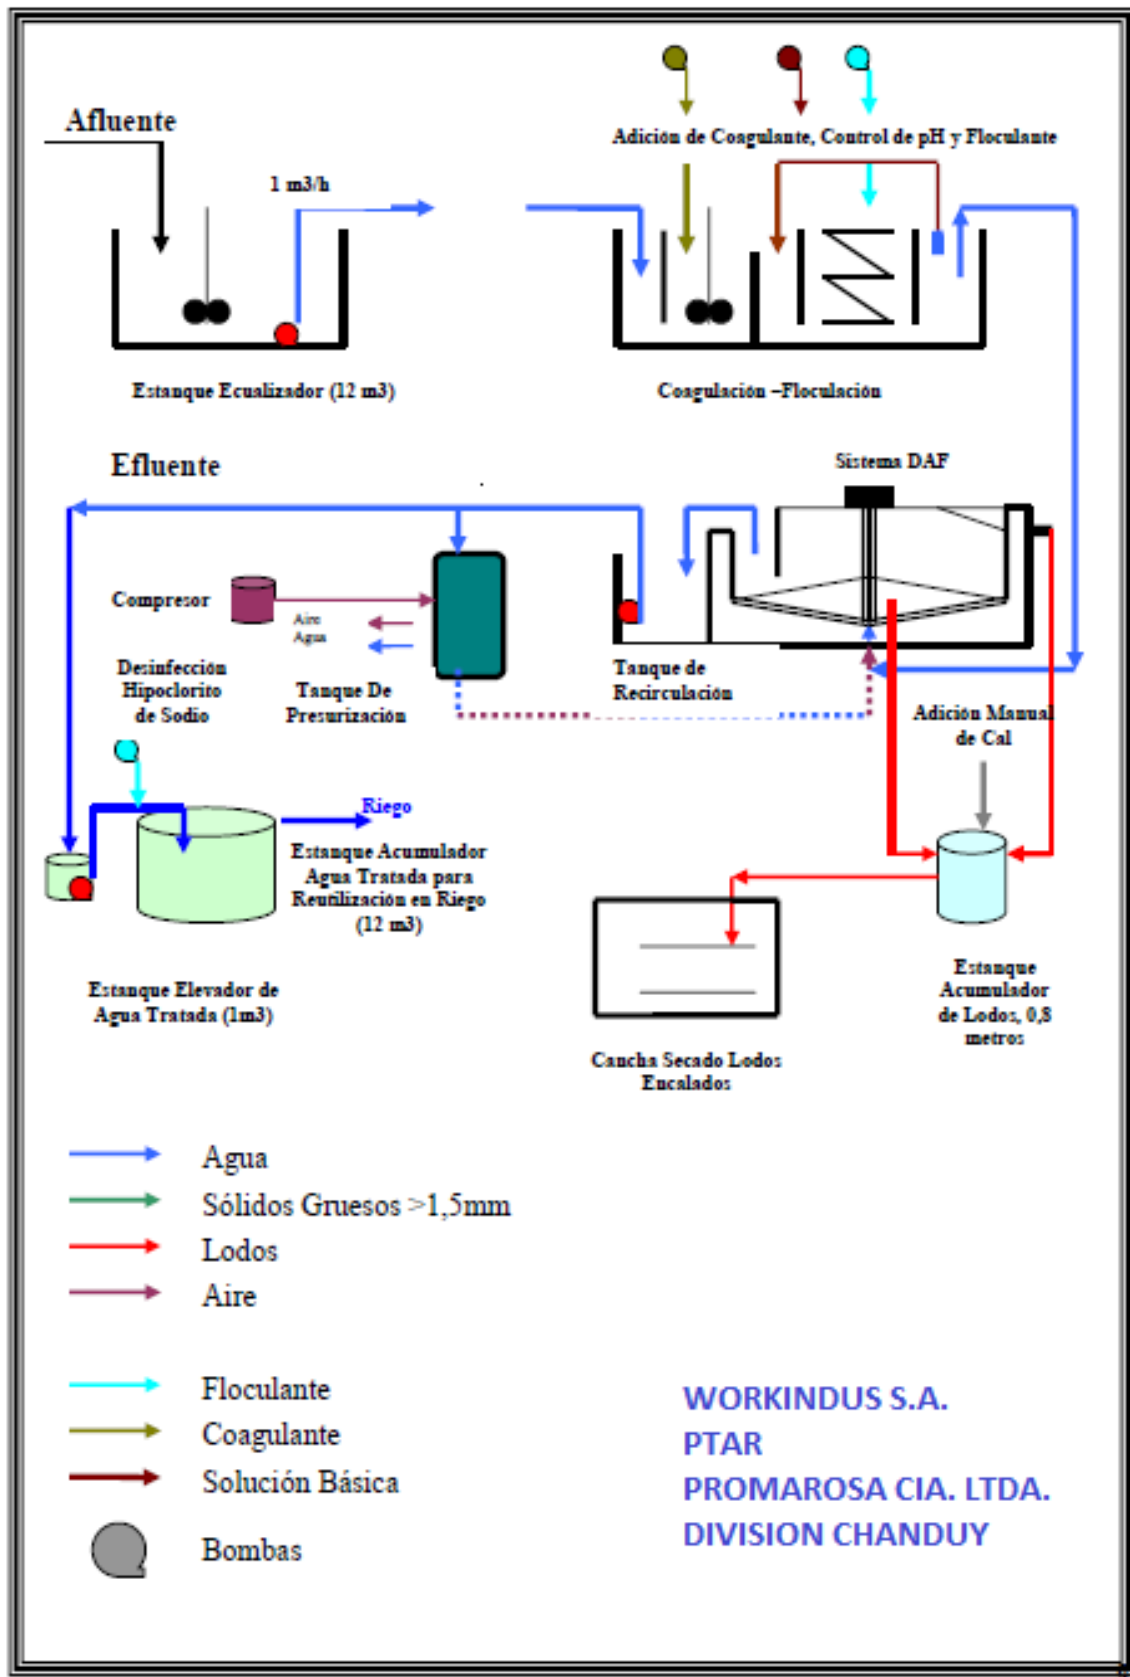 Afluente
1 m3/h
Adición de Coagulante, Control de pH y Floculante
Estanque Ecualizador (12 m3)
Coagulación –Floculación
Efluente
Sistema DAF
Compresor
Aire
Agua
Desinfección
Hipoclorito
de Sodio
Tanque De
Presurización
Tanque de
Recirculación
Adición Manual
de Cal
Riego
Estanque Acumulador
Agua Tratada para
Reutilización en Riego
(12 m3)
Estanque Elevador de
Agua Tratada (1m3)
Estanque
Acumulador
de Lodos, 0,8
metros
Cancha Secado Lodos
Encalados
Agua
Sólidos Gruesos >1,5mm
Lodos
Aire
Floculante
Coagulante
Solución Básica
Bombas
WORKINDUS S.A.
PTAR
PROMAROSA CIA. LTDA.
DIVISION CHANDUY